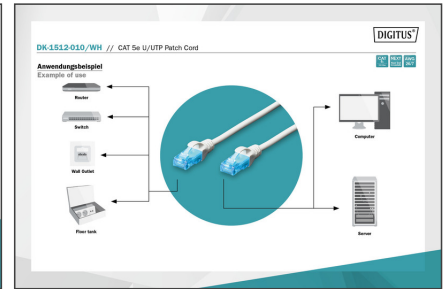 DIGITUS®
DK-1512-010/WH // CAT 5e U/UTP Patch Cord
Anwendungsbeispiel
Example of use
Router
Switch
Wall Outlet
Floor tank
Computer
Server